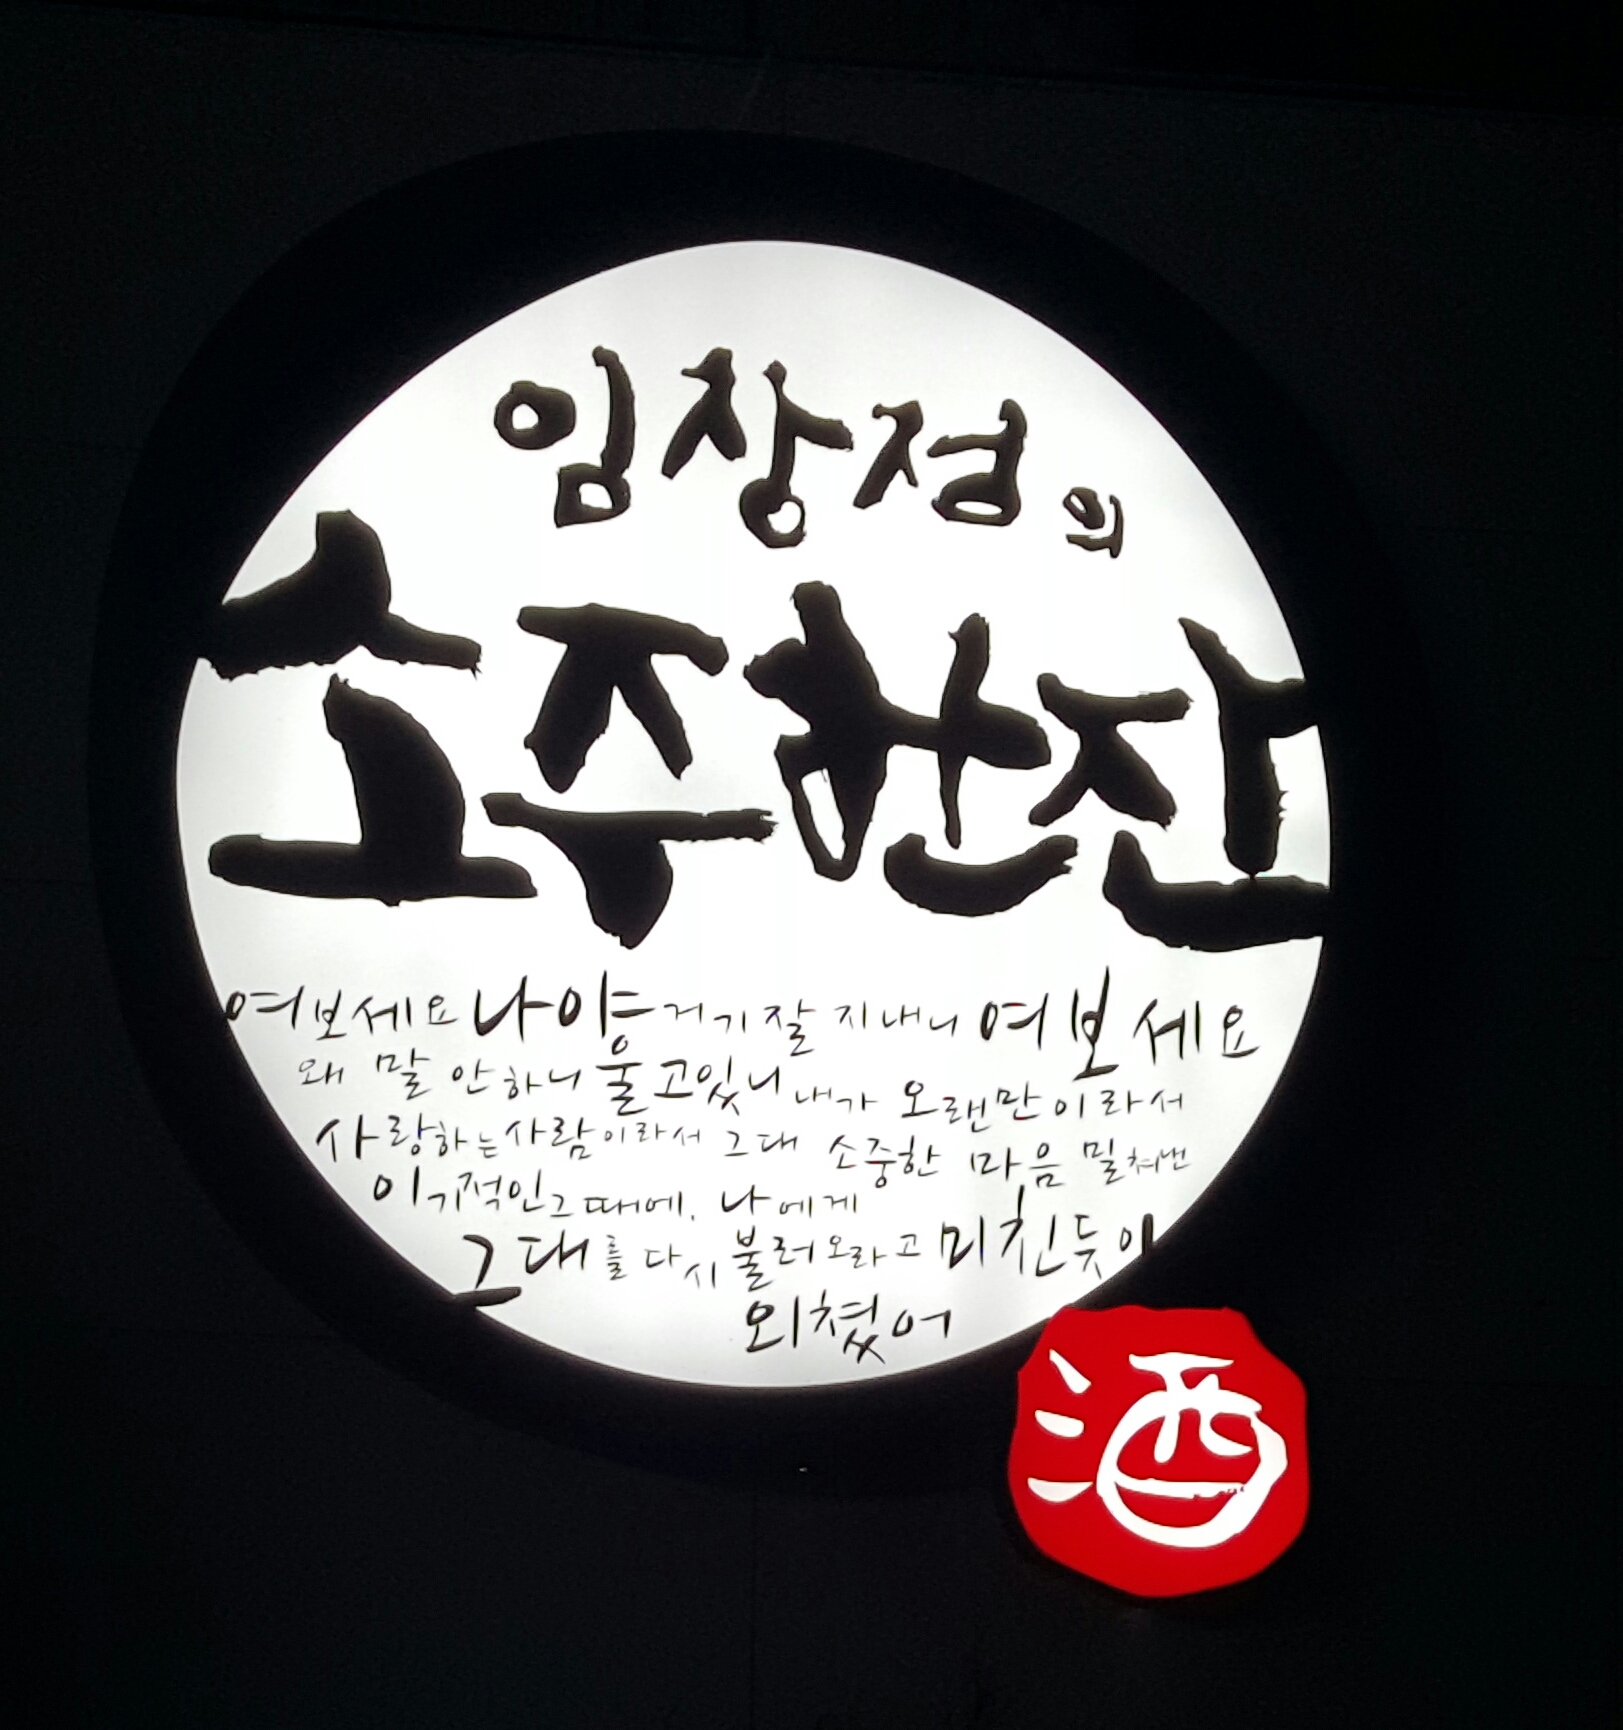 임창정의
소주한잔
여보세요 나야 응 거기 잘 지내니 여보세요
왜 말 안하니 울고있니 내가 오랜만이라서
사랑하는 사람이라서 그대 소중한 마음 밀쳐낸
이기적인 그때에. 나에게
그대를 다시 불러오라고 미친듯이
외쳤어
酒